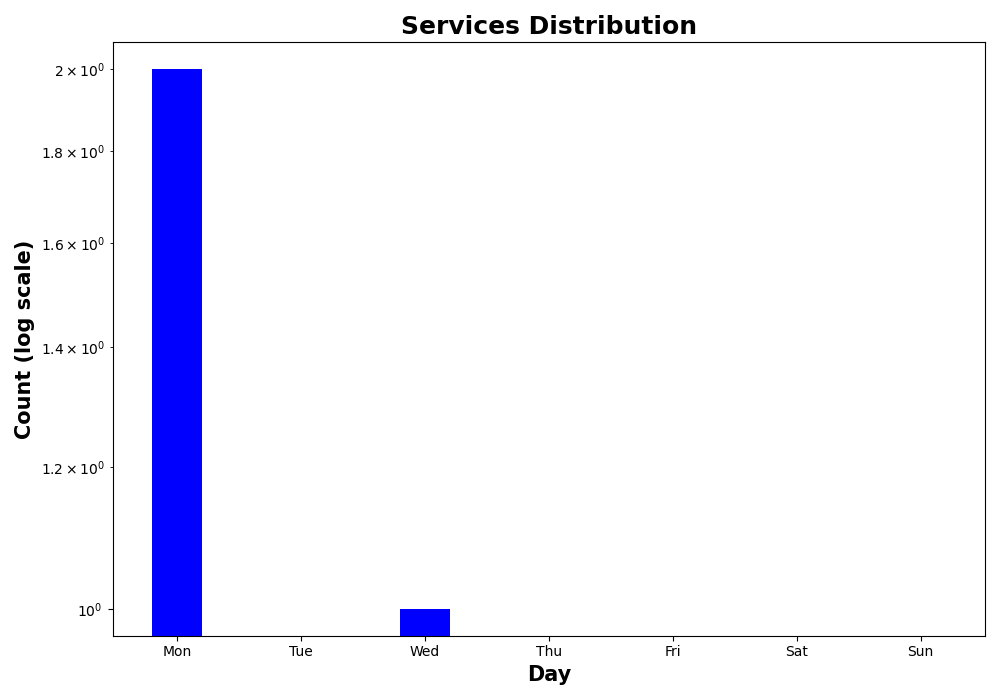 Services Distribution
Count (log scale)
2 × 10⁰
1.8 × 10⁰
1.6 × 10⁰
1.4 × 10⁰
1.2 × 10⁰
10⁰
Mon Tue Wed Thu Fri Sat Sun
Day